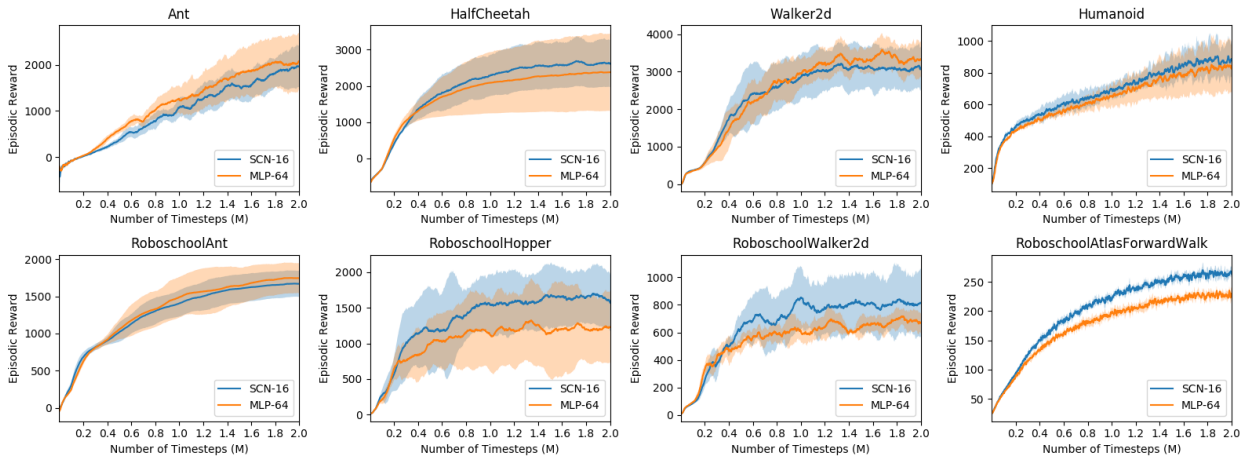 Ant
Episodic Reward
2000
1000
0
SCN-16
MLP-64
0.2 0.4 0.6 0.8 1.0 1.2 1.4 1.6 1.8 2.0
Number of Timesteps (M)
HalfCheetah
Episodic Reward
3000
2000
1000
0
SCN-16
MLP-64
0.2 0.4 0.6 0.8 1.0 1.2 1.4 1.6 1.8 2.0
Number of Timesteps (M)
Walker2d
Episodic Reward
4000
3000
2000
1000
0
SCN-16
MLP-64
0.2 0.4 0.6 0.8 1.0 1.2 1.4 1.6 1.8 2.0
Number of Timesteps (M)
Humanoid
Episodic Reward
1000
800
600
400
200
SCN-16
MLP-64
0.2 0.4 0.6 0.8 1.0 1.2 1.4 1.6 1.8 2.0
Number of Timesteps (M)
RoboschoolAnt
Episodic Reward
2000
1500
1000
500
0
SCN-16
MLP-64
0.2 0.4 0.6 0.8 1.0 1.2 1.4 1.6 1.8 2.0
Number of Timesteps (M)
RoboschoolHopper
Episodic Reward
2000
1500
1000
500
0
SCN-16
MLP-64
0.2 0.4 0.6 0.8 1.0 1.2 1.4 1.6 1.8 2.0
Number of Timesteps (M)
RoboschoolWalker2d
Episodic Reward
1000
800
600
400
200
0
SCN-16
MLP-64
0.2 0.4 0.6 0.8 1.0 1.2 1.4 1.6 1.8 2.0
Number of Timesteps (M)
RoboschoolAtlasForwardWalk
Episodic Reward
250
200
150
100
50
SCN-16
MLP-64
0.2 0.4 0.6 0.8 1.0 1.2 1.4 1.6 1.8 2.0
Number of Timesteps (M)